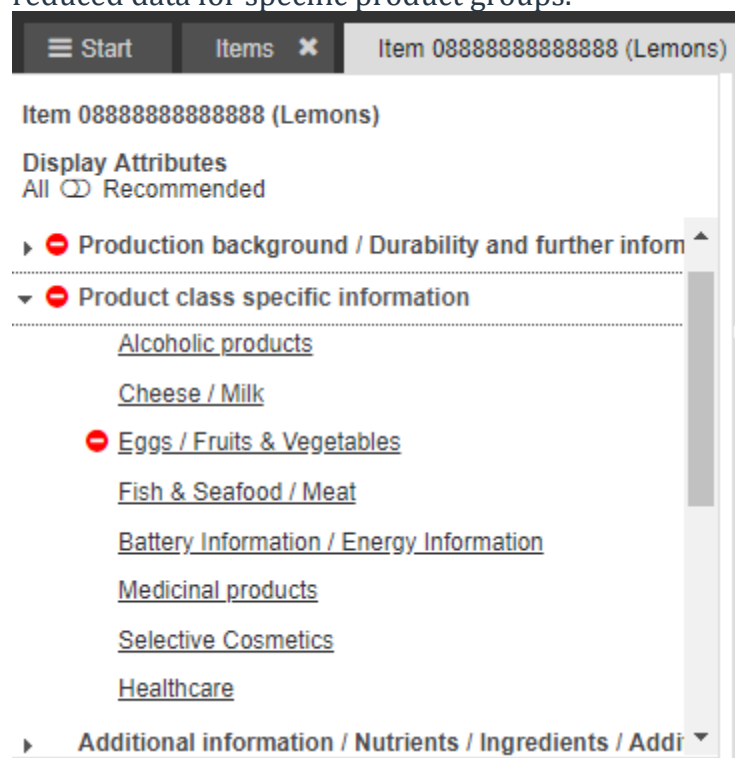 reduced data for specific product groups.
Start Items Item 08888888888888 (Lemons)
Item 08888888888888 (Lemons)
Display Attributes
All Recommended
Production background / Durability and further inform
Product class specific information
Alcoholic products
Cheese / Milk
Eggs / Fruits & Vegetables
Fish & Seafood / Meat
Battery Information / Energy Information
Medicinal products
Selective Cosmetics
Healthcare
Additional information / Nutrients / Ingredients / Addi